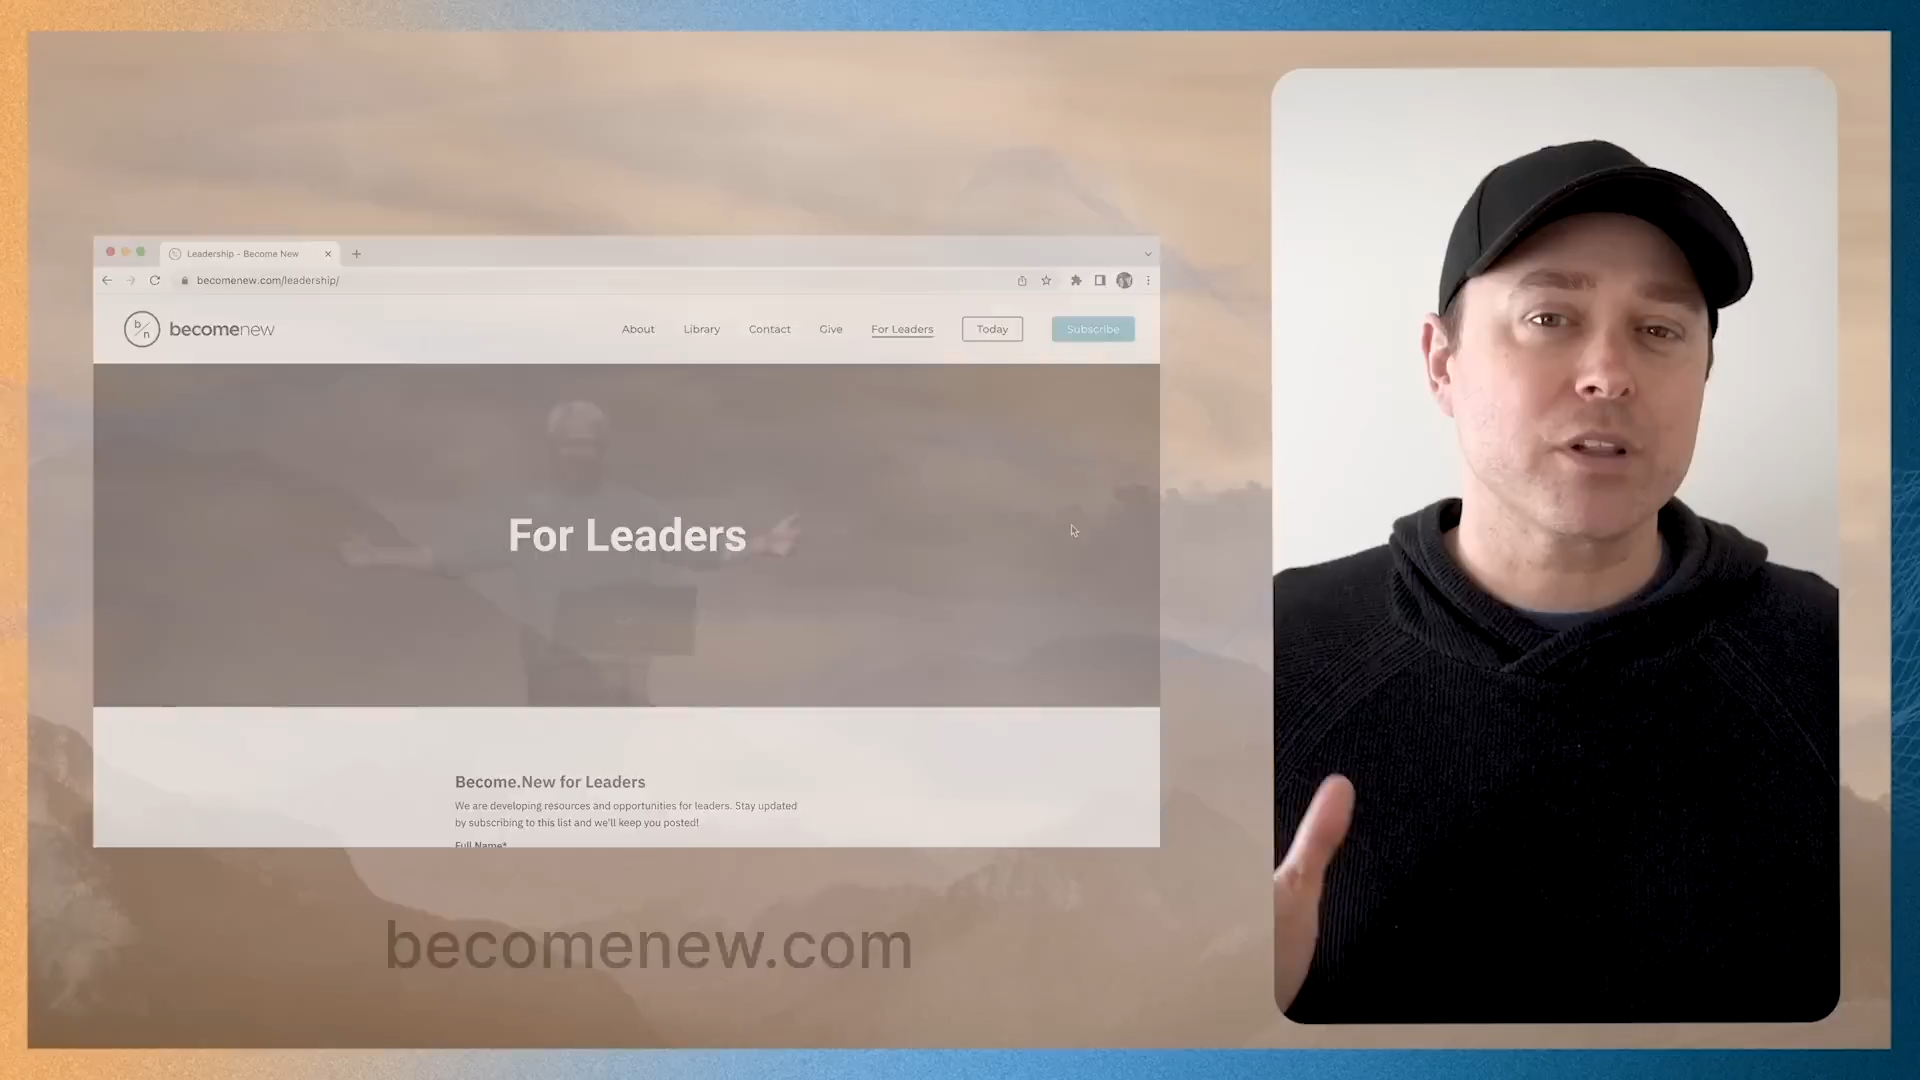 Leadership - Become New
becomenew.com/leadership/
b/n becomenew
About Library Contact Give For Leaders Today Subscribe
For Leaders
Become.New for Leaders
We are developing resources and opportunities for leaders. Stay updated
by subscribing to this list and we'll keep you posted!
Full Name*
becomenew.com